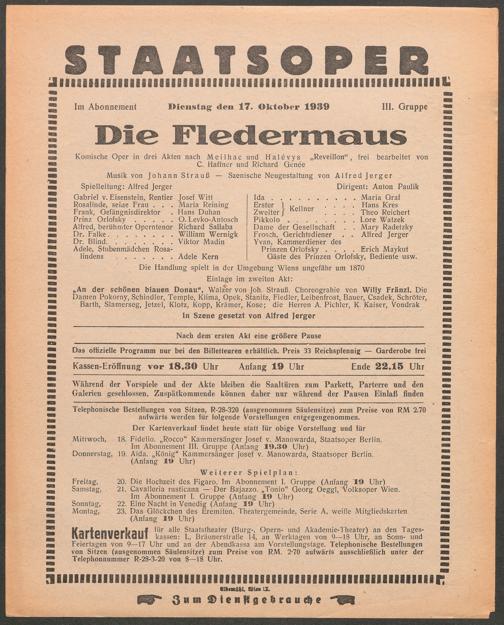 STAATSOPER
Im Abonnement Dienstag den 17. Oktober 1939 III. Gruppe
Die Fledermaus
Komische Oper in drei Akten nach Meilhac und Halévys „Reveillon", frei bearbeitet von
C. Haffner und Richard Genée
Musik von Johann Strauß — Szenische Neugestaltung von Alfred Jerger
Spielleitung: Alfred Jerger Dirigent: Anton Paulik
Gabriel v. Eisenstein, Rentier Josef Witt
Rosalinde, seine Frau . . . Maria Reining
Frank, Gefängnisdirektor . Hans Duhan
Prinz Orlofsky . . . . . O. Levko-Antosch
Alfred, berühmter Operntenor Richard Sallaba
Dr. Falke . . . . . . . William Wernigk
Dr. Blind . . . . . . . Viktor Madin
Adele, Stubenmädchen Rosa-
lindens . . . . . . Adele Kern
Ida . . . . . . . . . Maria Graf
Erster } Kellner . . . . Hans Kres
Zweiter } Kellner . . . . Theo Reichert
Pikkolo . . . . . . . Lore Watzek
Dame der Gesellschaft . . Mary Radetzky
Frosch, Gerichtsdiener . . Alfred Jerger
Yvan, Kammerdiener des
Prinzen Orlofsky . . . . Erich Maykut
Gäste des Prinzen Orlofsky, Bediente usw.
Die Handlung spielt in der Umgebung Wiens ungefähr um 1870
Einlage im zweiten Akt:
„An der schönen blauen Donau", Walzer von Joh. Strauß. Choreographie von Willy Fränzl. Die
Damen Pokorny, Schindler, Temple, Klima, Opek, Stanitz, Fiedler, Leibenfrost, Bauer, Csadek, Schröter,
Barth, Slamerseg, Jetzel, Klotz, Kopp, Krämer, Kose; die Herren A. Pichler, K. Kaiser, Vondrak
In Szene gesetzt von Alfred Jerger
Nach dem ersten Akt eine größere Pause
Das offizielle Programm nur bei den Billetteuren erhältlich. Preis 33 Reichspfennig — Garderobe frei
Kassen-Eröffnung vor 18.30 Uhr Anfang 19 Uhr Ende 22.15 Uhr
Während der Vorspiele und der Akte bleiben die Saaltüren zum Parkett, Parterre und den
Galerien geschlossen. Zuspätkommende können daher nur während der Pausen Einlaß finden
Telephonische Bestellungen von Sitzen, R-28-320 (ausgenommen Säulensitze) zum Preise von RM 2.70
aufwärts werden für folgende Vorstellungen entgegengenommen.
Der Kartenverkauf findet heute statt für obige Vorstellung und für
Mittwoch, 18. Fidelio. „Rocco" Kammersänger Josef v. Manowarda, Staatsoper Berlin.
Im Abonnement III. Gruppe (Anfang 19.30 Uhr)
Donnerstag, 19. Aida. „König" Kammersänger Josef v. Manowarda, Staatsoper Berlin.
(Anfang 19 Uhr)
Weiterer Spielplan:
Freitag, 20. Die Hochzeit des Figaro. Im Abonnement I. Gruppe (Anfang 19 Uhr)
Samstag, 21. Cavalleria rusticana — Der Bajazzo. „Tonio" Georg Oeggl, Volksoper Wien.
Im Abonnement I. Gruppe (Anfang 19 Uhr)
Sonntag, 22. Eine Nacht in Venedig (Anfang 19 Uhr)
Montag, 23. Das Glöckchen des Eremiten. Theatergemeinde, Serie A, weiße Mitgliedskarten
(Anfang 19 Uhr)
Kartenverkauf für alle Staatstheater (Burg-, Opern- und Akademie-Theater) an den Tages-
kassen: I., Bräunerstraße 14, an Werktagen von 9—18 Uhr, an Sonn- und
Feiertagen von 9—17 Uhr und an der Abendkassa am Vorstellungstage. Telephonische Bestellungen
von Sitzen (ausgenommen Säulensitze) zum Preise von RM. 2·70 aufwärts ausschließlich unter der
Telephonnummer R-28-3-20 von 8—18 Uhr.
Elbemühl, Wien IX.
Zum Dienstgebrauche